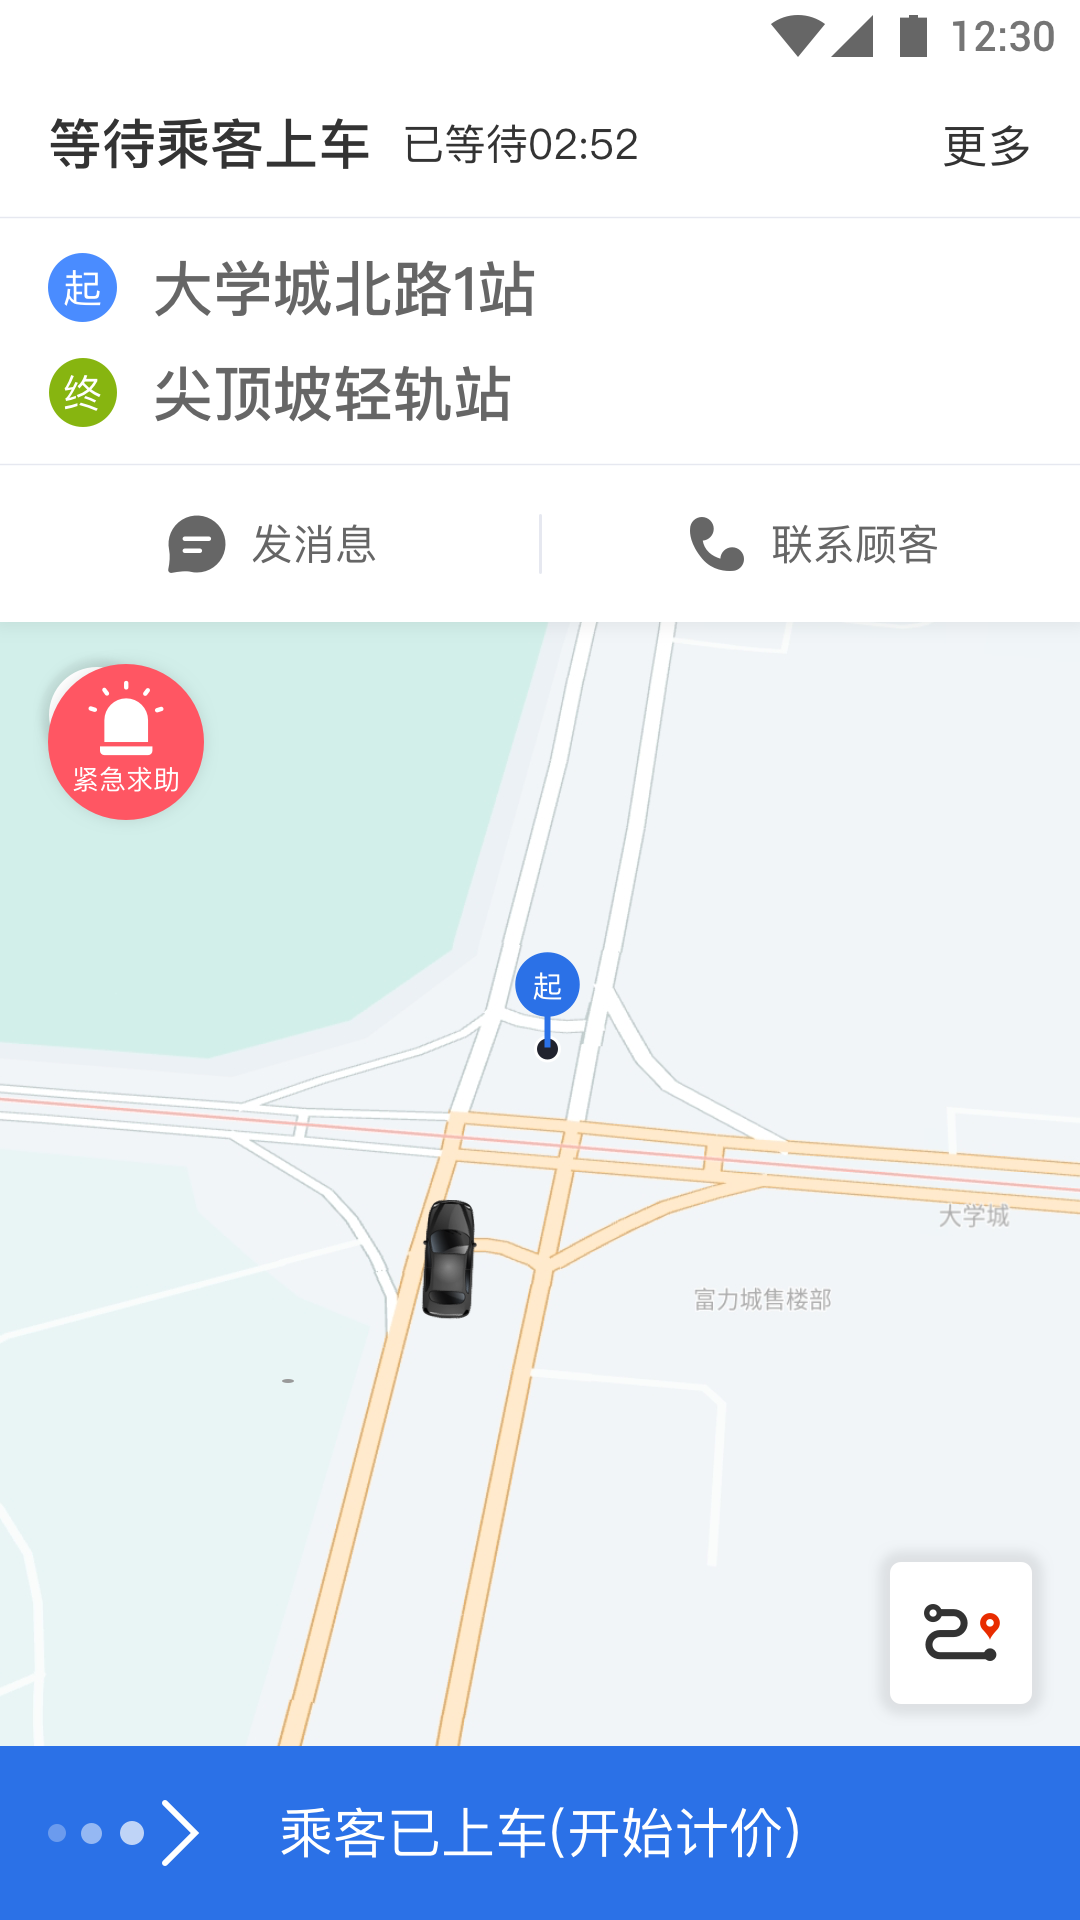 12:30
等待乘客上车 已等待02:52 更多
起 大学城北路1站
终 尖顶坡轻轨站
发消息 联系顾客
紧急求助
起
大学城
富力城售楼部
乘客已上车(开始计价)